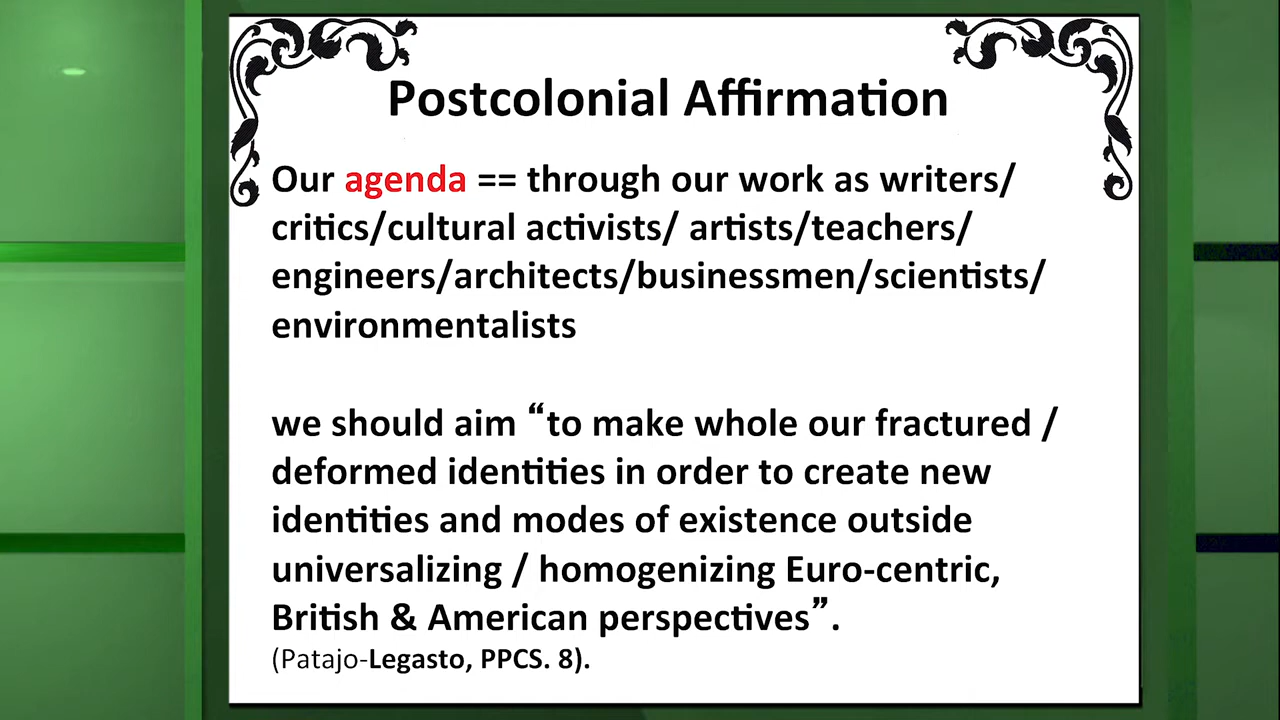 Postcolonial Affirmation
Our agenda == through our work as writers/
critics/cultural activists/ artists/teachers/
engineers/architects/businessmen/scientists/
environmentalists
we should aim “to make whole our fractured /
deformed identities in order to create new
identities and modes of existence outside
universalizing / homogenizing Euro-centric,
British & American perspectives”.
(Patajo-Legasto, PPCS. 8).